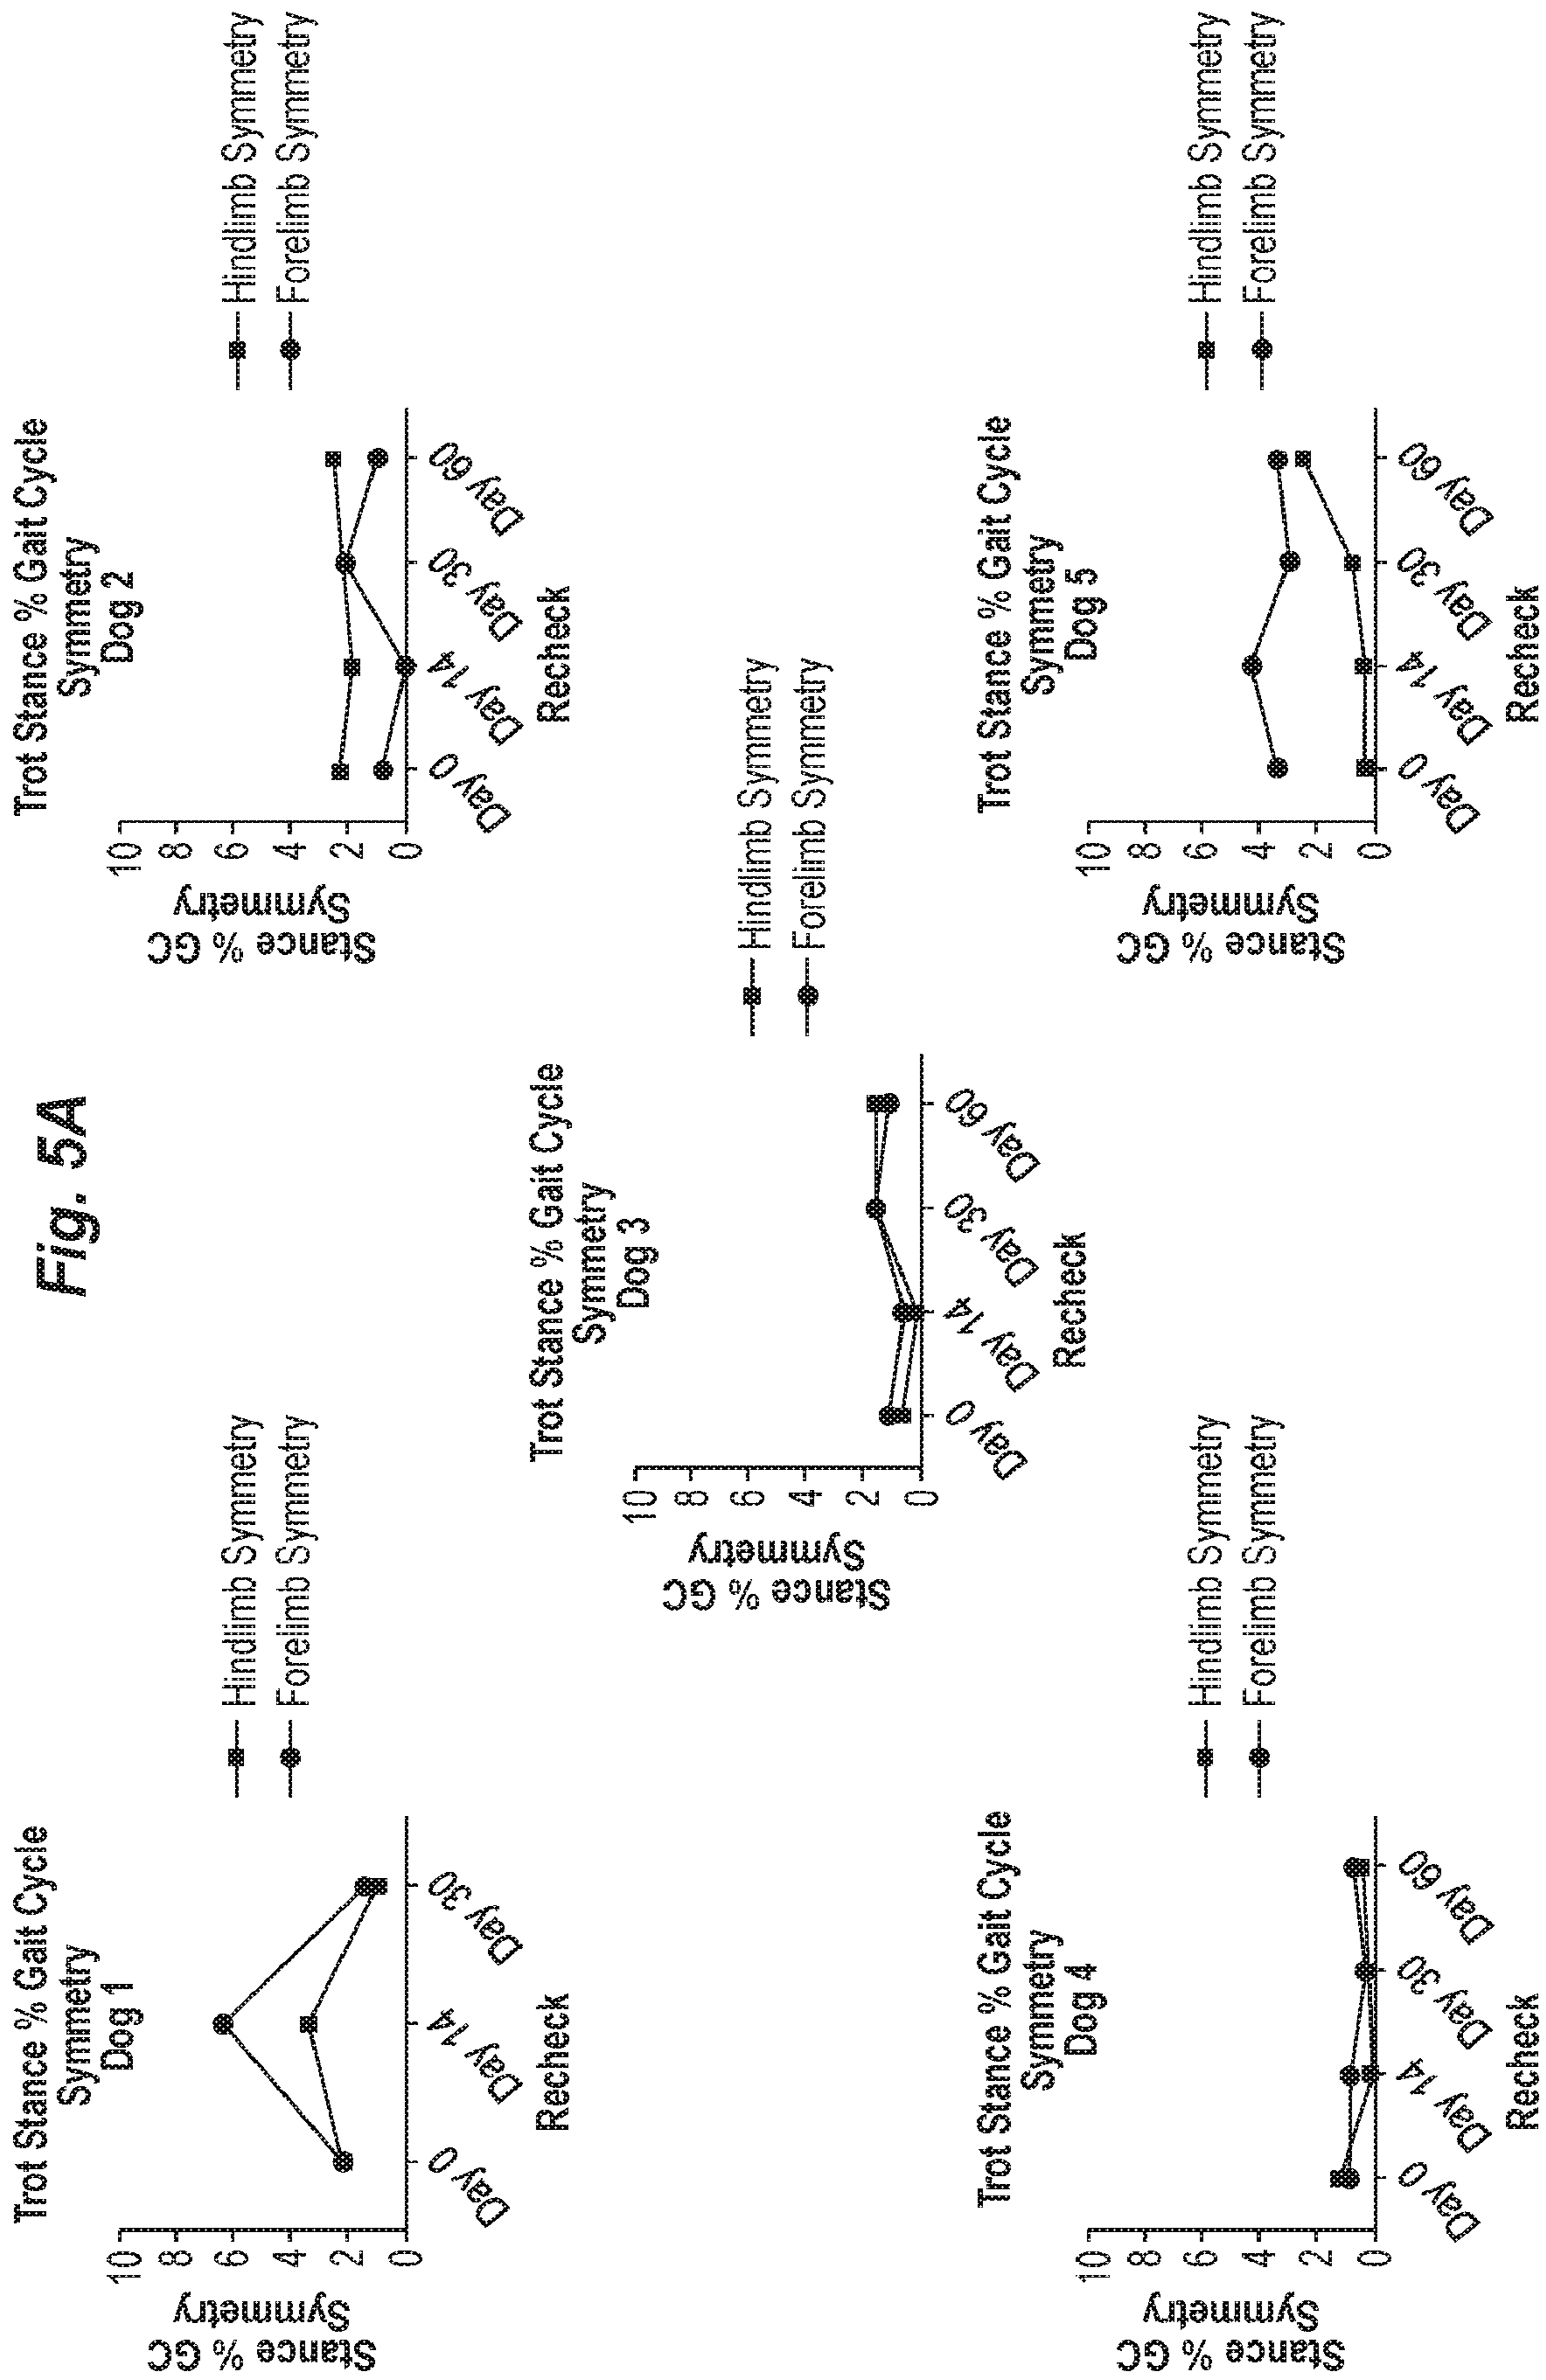 Fig. 5A
Trot Stance % Gait Cycle
Symmetry
Dog 1
Stance % GC
Symmetry
10
8
6
4
2
0
Day 0
Day 14
Day 30
Recheck
Hindlimb Symmetry
Forelimb Symmetry
Trot Stance % Gait Cycle
Symmetry
Dog 2
Stance % GC
Symmetry
10
8
6
4
2
0
Day 0
Day 14
Day 30
Day 60
Recheck
Hindlimb Symmetry
Forelimb Symmetry
Trot Stance % Gait Cycle
Symmetry
Dog 3
Stance % GC
Symmetry
10
8
6
4
2
0
Day 0
Day 14
Day 30
Day 60
Recheck
Hindlimb Symmetry
Forelimb Symmetry
Trot Stance % Gait Cycle
Symmetry
Dog 4
Stance % GC
Symmetry
10
8
6
4
2
0
Day 0
Day 14
Day 30
Day 60
Recheck
Hindlimb Symmetry
Forelimb Symmetry
Trot Stance % Gait Cycle
Symmetry
Dog 5
Stance % GC
Symmetry
10
8
6
4
2
0
Day 0
Day 14
Day 30
Day 60
Recheck
Hindlimb Symmetry
Forelimb Symmetry